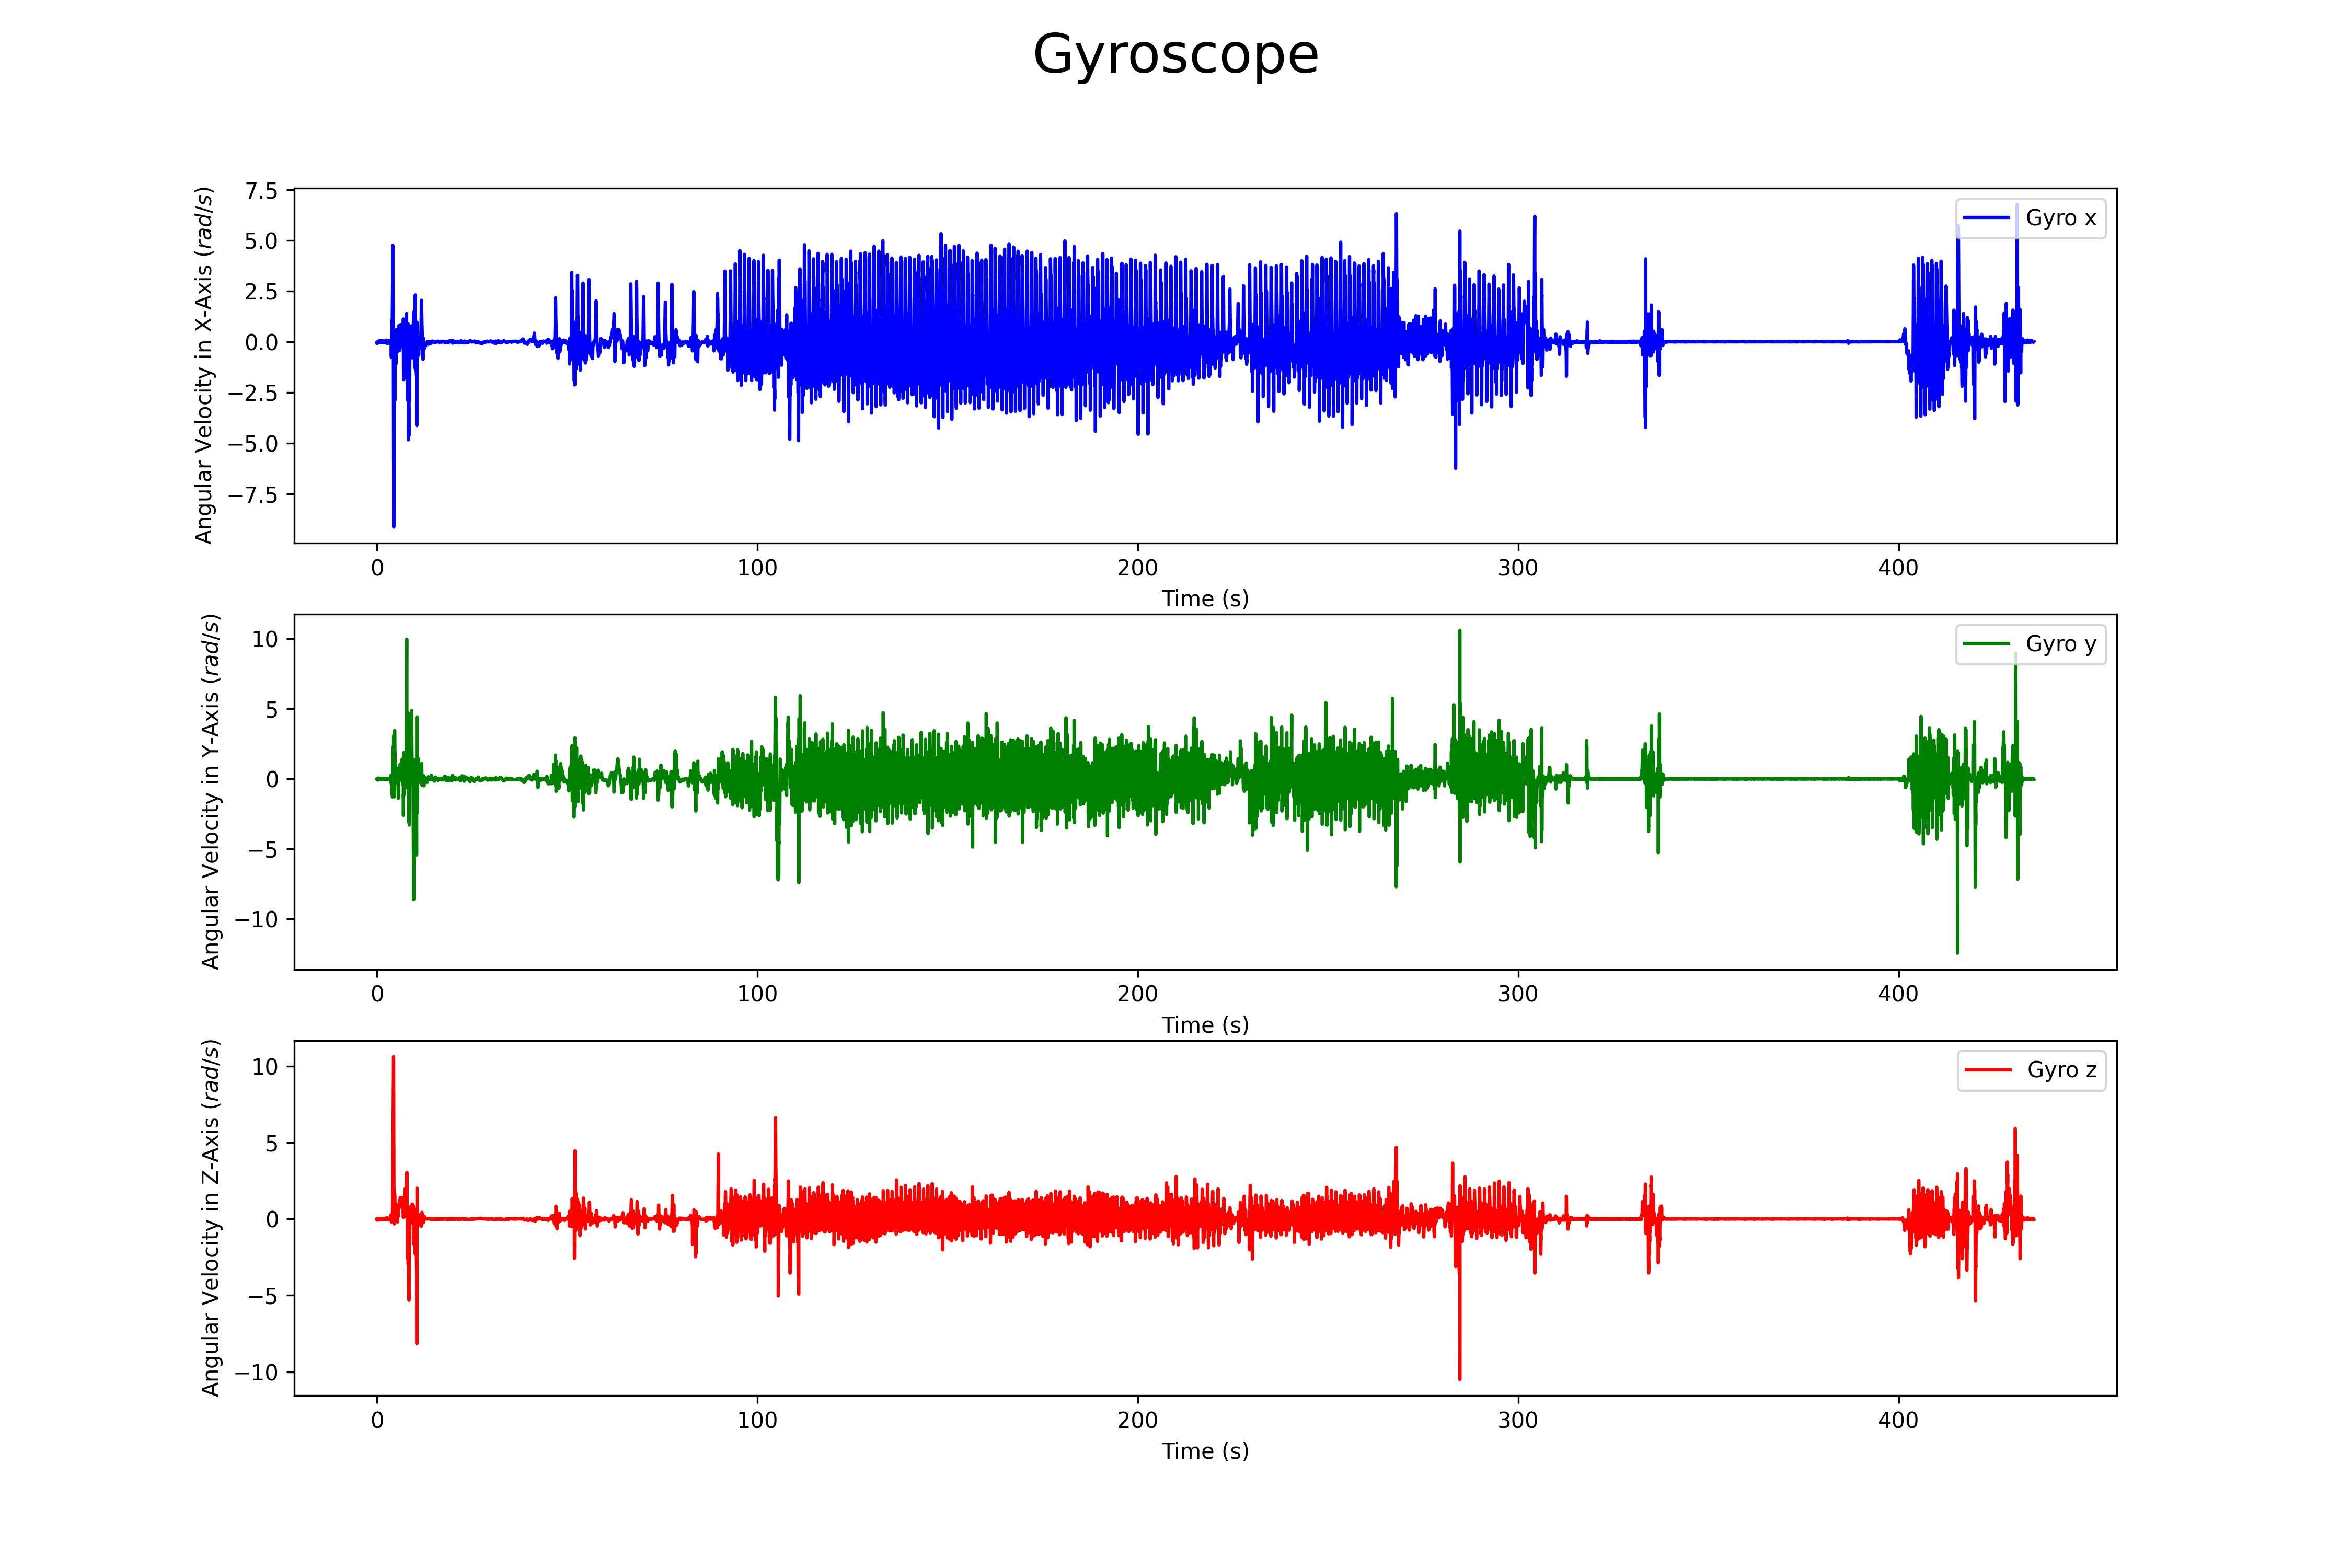 Gyroscope
Angular Velocity in X-Axis (rad/s)
7.5
5.0
2.5
0.0
−2.5
−5.0
−7.5
Gyro x
0 100 200 300 400
Time (s)
Angular Velocity in Y-Axis (rad/s)
10
5
0
−5
−10
Gyro y
0 100 200 300 400
Time (s)
Angular Velocity in Z-Axis (rad/s)
10
5
0
−5
−10
Gyro z
0 100 200 300 400
Time (s)